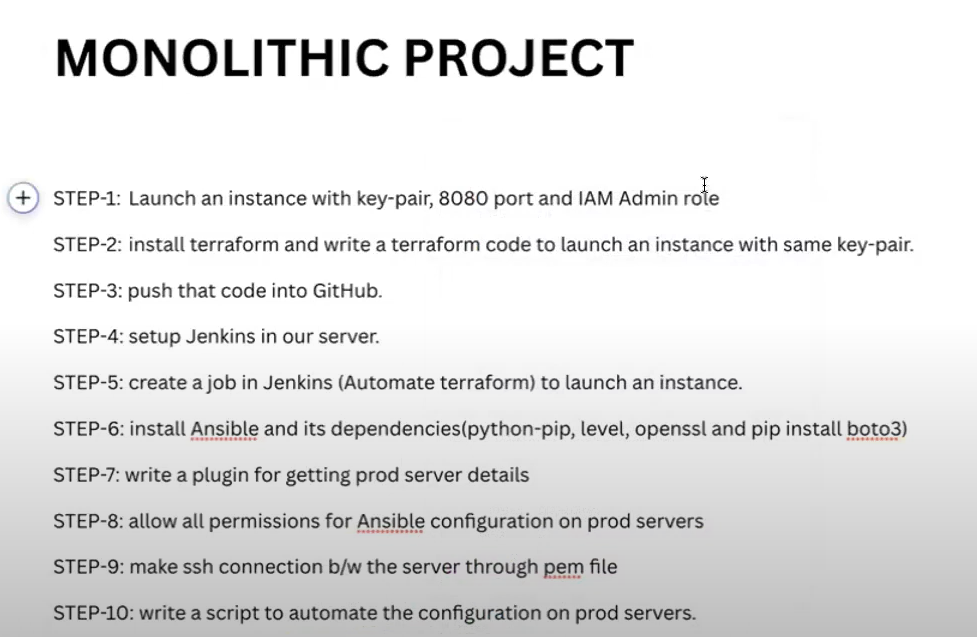 MONOLITHIC PROJECT
STEP-1: Launch an instance with key-pair, 8080 port and IAM Admin role
STEP-2: install terraform and write a terraform code to launch an instance with same key-pair.
STEP-3: push that code into GitHub.
STEP-4: setup Jenkins in our server.
STEP-5: create a job in Jenkins (Automate terraform) to launch an instance.
STEP-6: install Ansible and its dependencies(python-pip, level, openssl and pip install boto3)
STEP-7: write a plugin for getting prod server details
STEP-8: allow all permissions for Ansible configuration on prod servers
STEP-9: make ssh connection b/w the server through pem file
STEP-10: write a script to automate the configuration on prod servers.